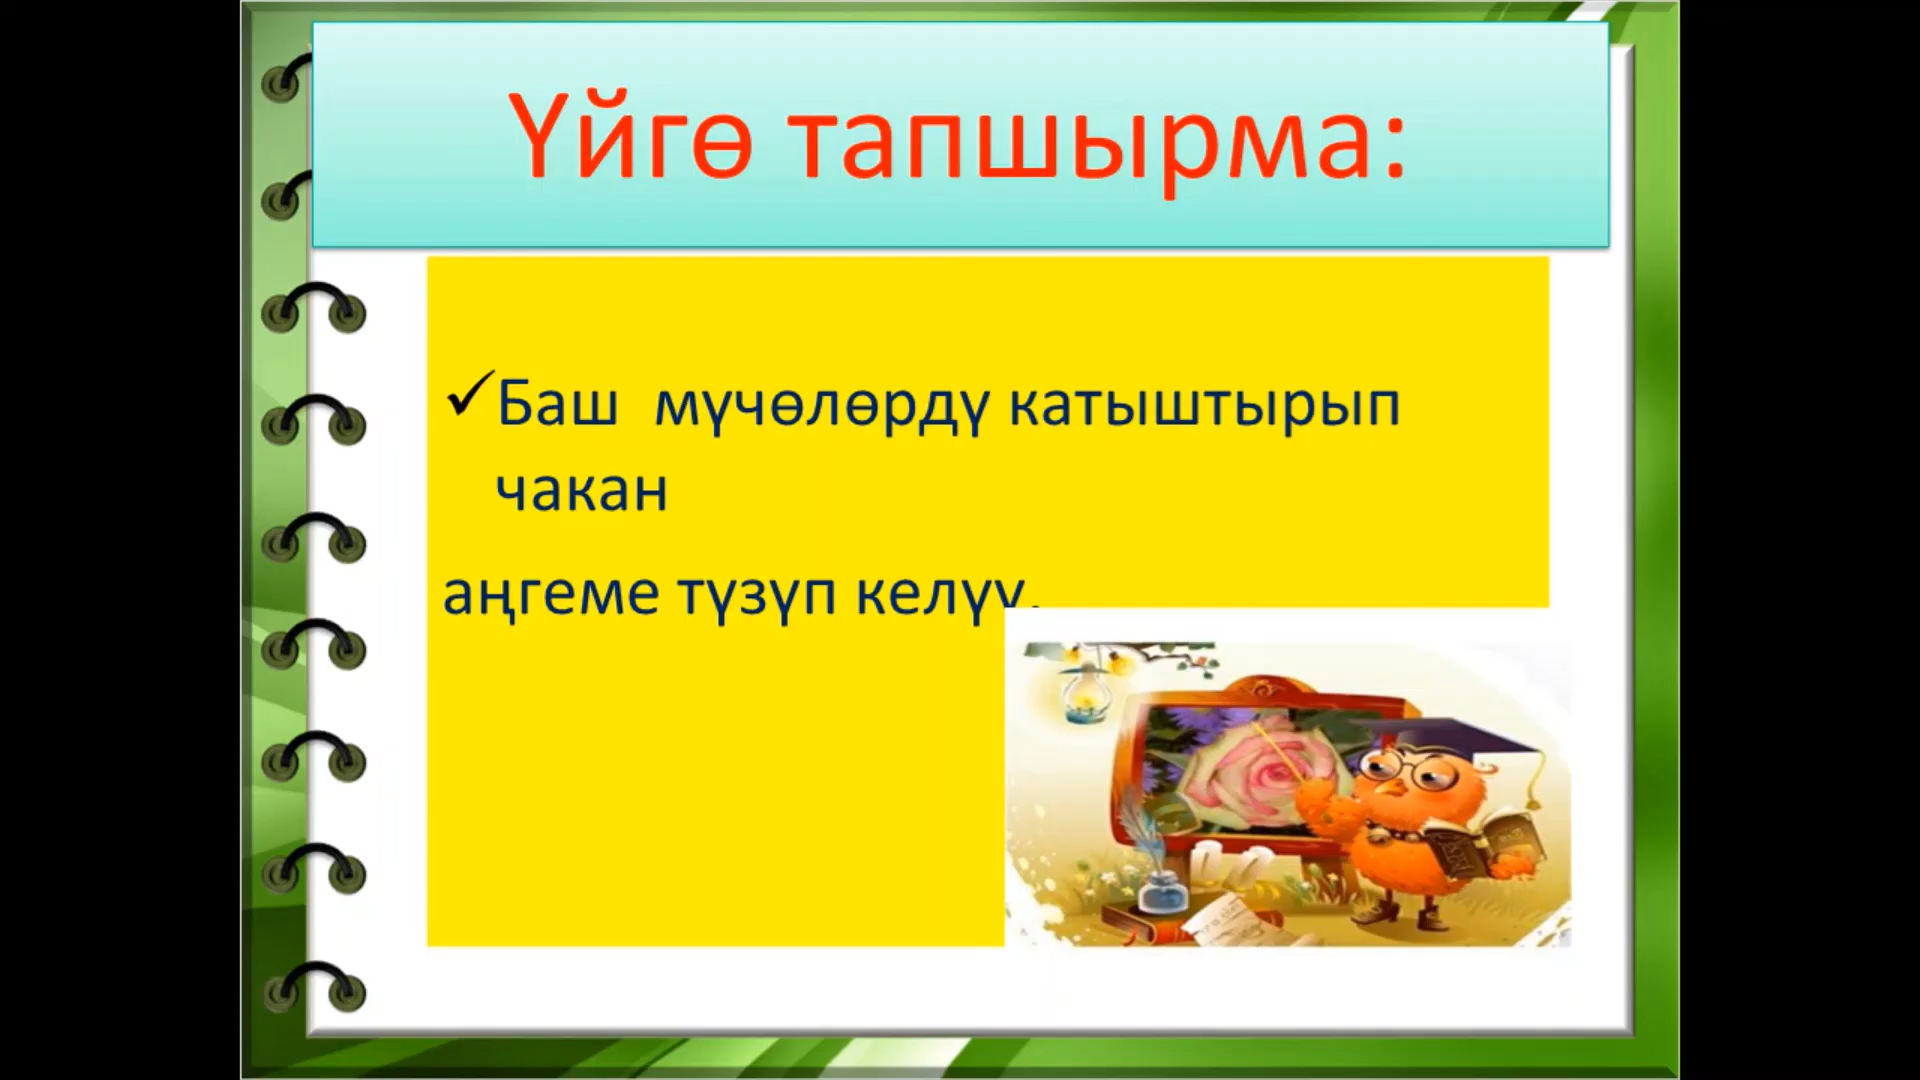 Үйгө тапшырма:
✓Баш мүчөлөрдү катыштырып
чакан
аңгеме түзүп келүү.